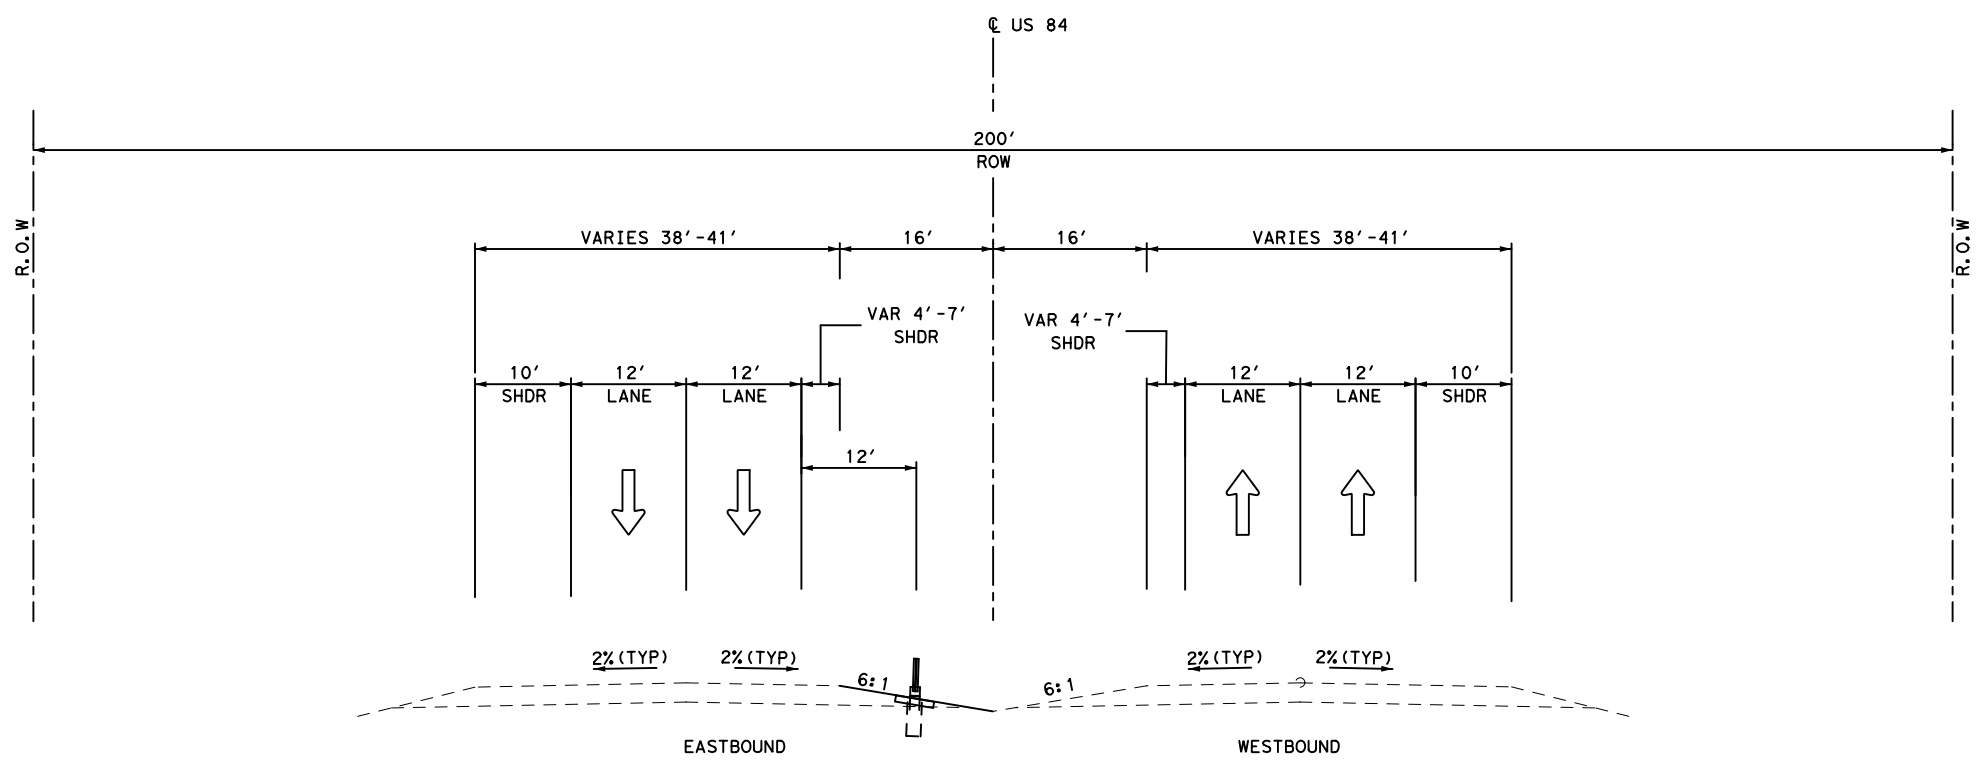 ℄ US 84
200'
ROW
R.O.W
R.O.W
VARIES 38'-41'
16'
16'
VARIES 38'-41'
VAR 4'-7'
SHDR
VAR 4'-7'
SHDR
10'
SHDR
12'
LANE
12'
LANE
12'
LANE
12'
LANE
10'
SHDR
12'
2%(TYP)
2%(TYP)
2%(TYP)
2%(TYP)
6:1
6:1
EASTBOUND
WESTBOUND